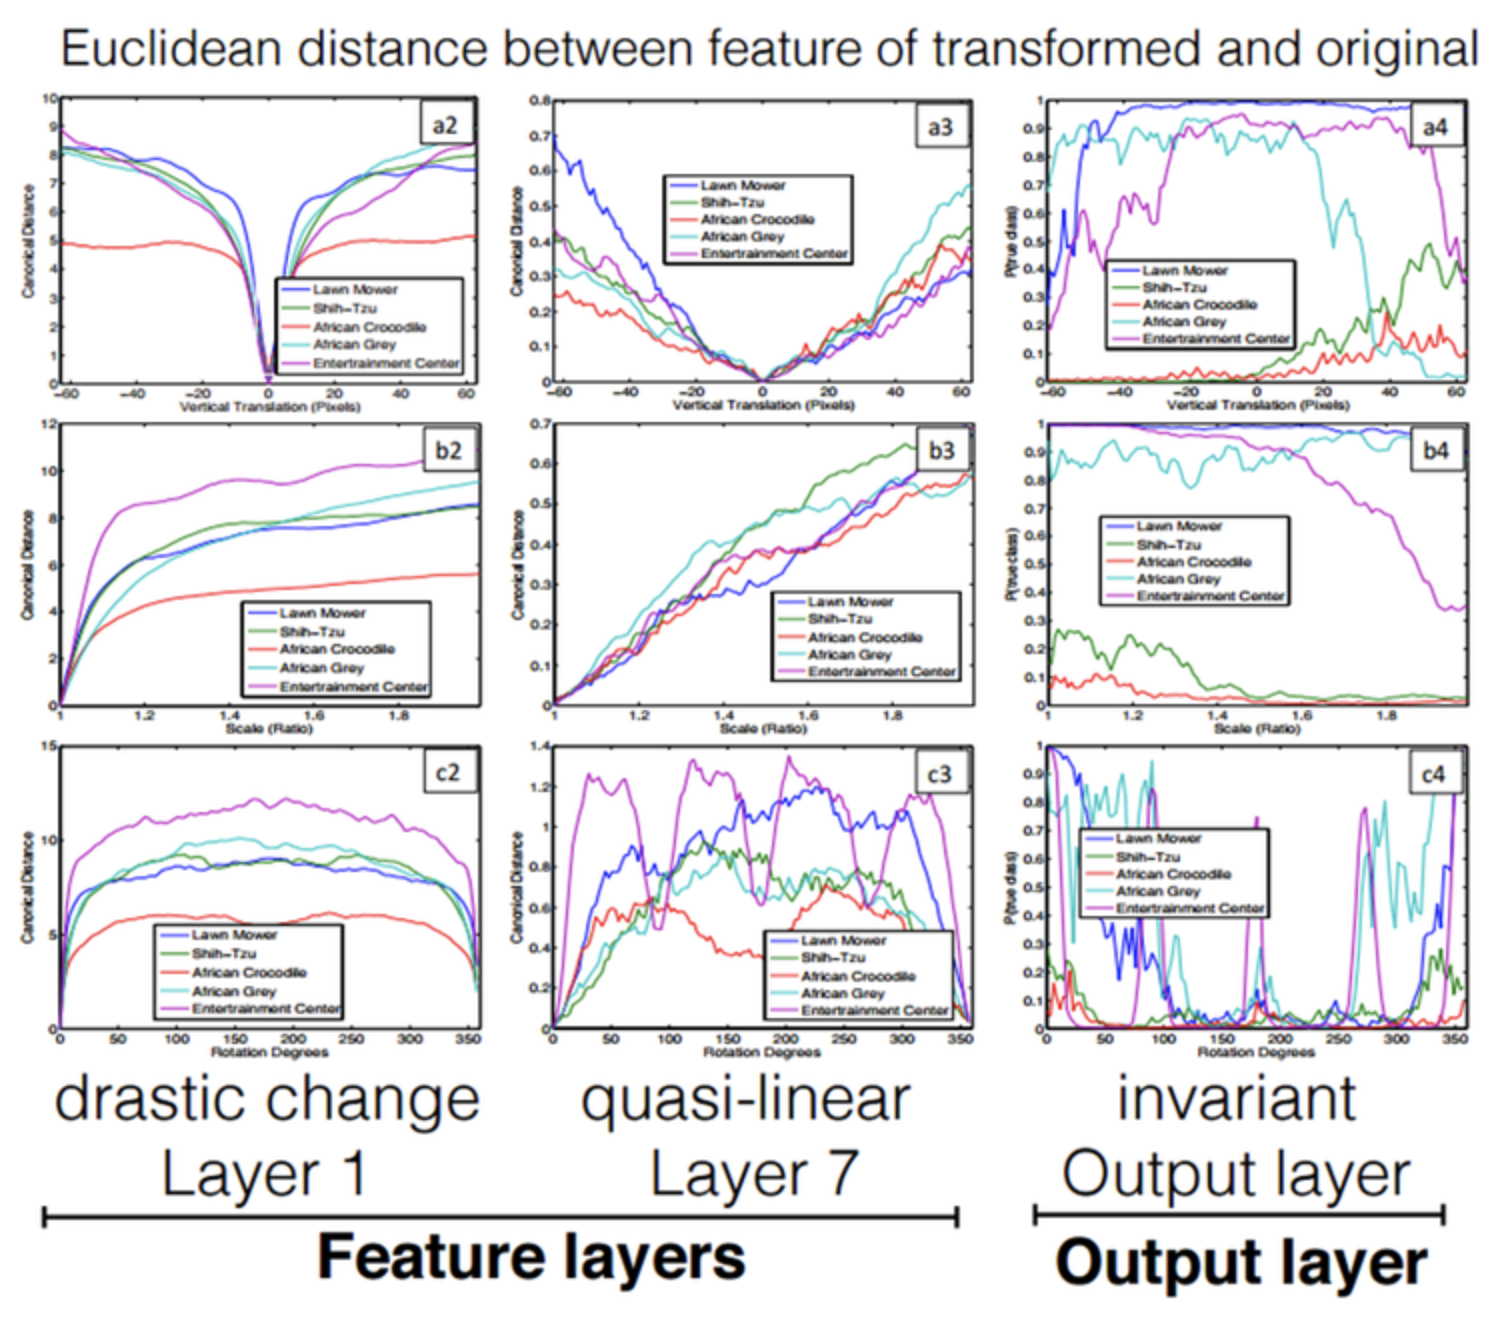 Euclidean distance between feature of transformed and original
a2
Canonical Distance
10
9
8
7
6
5
4
3
2
1
0
Lawn Mower
Shih-Tzu
African Crocodile
African Grey
Entertrainment Center
-60 -40 -20 0 20 40 60
Vertical Translation (Pixels)
a3
Canonical Distance
0.8
0.7
0.6
0.5
0.4
0.3
0.2
0.1
0
Lawn Mower
Shih-Tzu
African Crocodile
African Grey
Entertrainment Center
-60 -40 -20 0 20 40 60
Vertical Translation (Pixels)
a4
P(true class)
1
0.9
0.8
0.7
0.6
0.5
0.4
0.3
0.2
0.1
0
Lawn Mower
Shih-Tzu
African Crocodile
African Grey
Entertrainment Center
-60 -40 -20 0 20 40 60
Vertical Translation (Pixels)
b2
Canonical Distance
12
10
8
6
4
2
0
Lawn Mower
Shih-Tzu
African Crocodile
African Grey
Entertrainment Center
1 1.2 1.4 1.6 1.8
Scale (Ratio)
b3
Canonical Distance
0.7
0.6
0.5
0.4
0.3
0.2
0.1
0
Lawn Mower
Shih-Tzu
African Crocodile
African Grey
Entertrainment Center
1 1.2 1.4 1.6 1.8
Scale (Ratio)
b4
P(true class)
1
0.9
0.8
0.7
0.6
0.5
0.4
0.3
0.2
0.1
0
Lawn Mower
Shih-Tzu
African Crocodile
African Grey
Entertrainment Center
1 1.2 1.4 1.6 1.8
Scale (Ratio)
c2
Canonical Distance
15
10
5
0
Lawn Mower
Shih-Tzu
African Crocodile
African Grey
Entertrainment Center
0 50 100 150 200 250 300 350
Rotation Degrees
c3
Canonical Distance
1.4
1.2
1
0.8
0.6
0.4
0.2
0
Lawn Mower
Shih-Tzu
African Crocodile
African Grey
Entertrainment Center
0 50 100 150 200 250 300 350
Rotation Degrees
c4
P(true class)
1
0.9
0.8
0.7
0.6
0.5
0.4
0.3
0.2
0.1
0
Lawn Mower
Shih-Tzu
African Crocodile
African Grey
Entertrainment Center
0 50 100 150 200 250 300 350
Rotation Degrees
drastic change quasi-linear invariant
Layer 1 Layer 7 Output layer
Feature layers Output layer